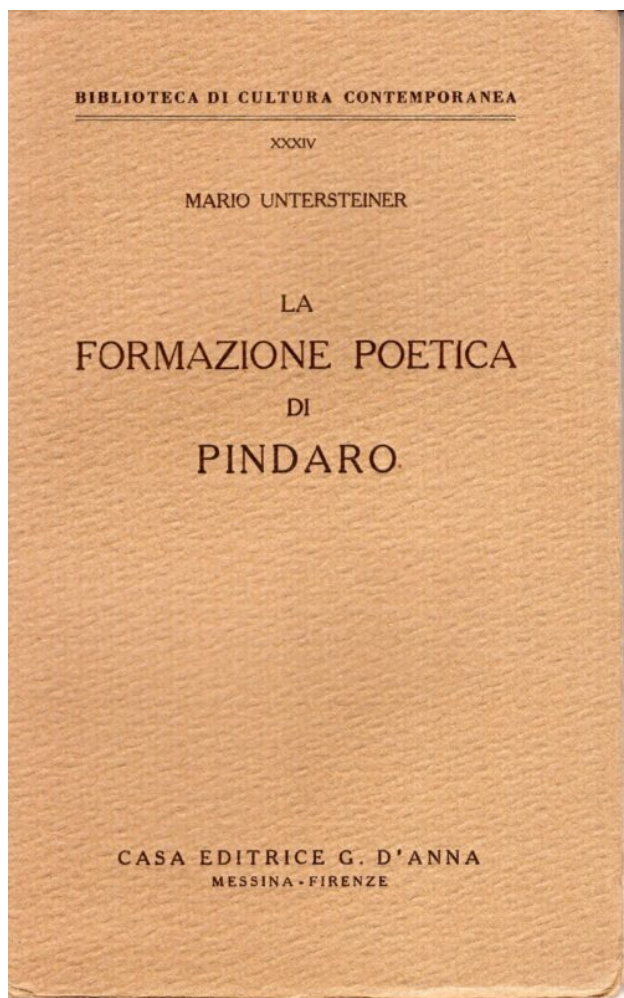 BIBLIOTECA DI CULTURA CONTEMPORANEA
XXXIV
MARIO UNTERSTEINER
LA
FORMAZIONE POETICA
DI
PINDARO
CASA EDITRICE G. D'ANNA
MESSINA - FIRENZE